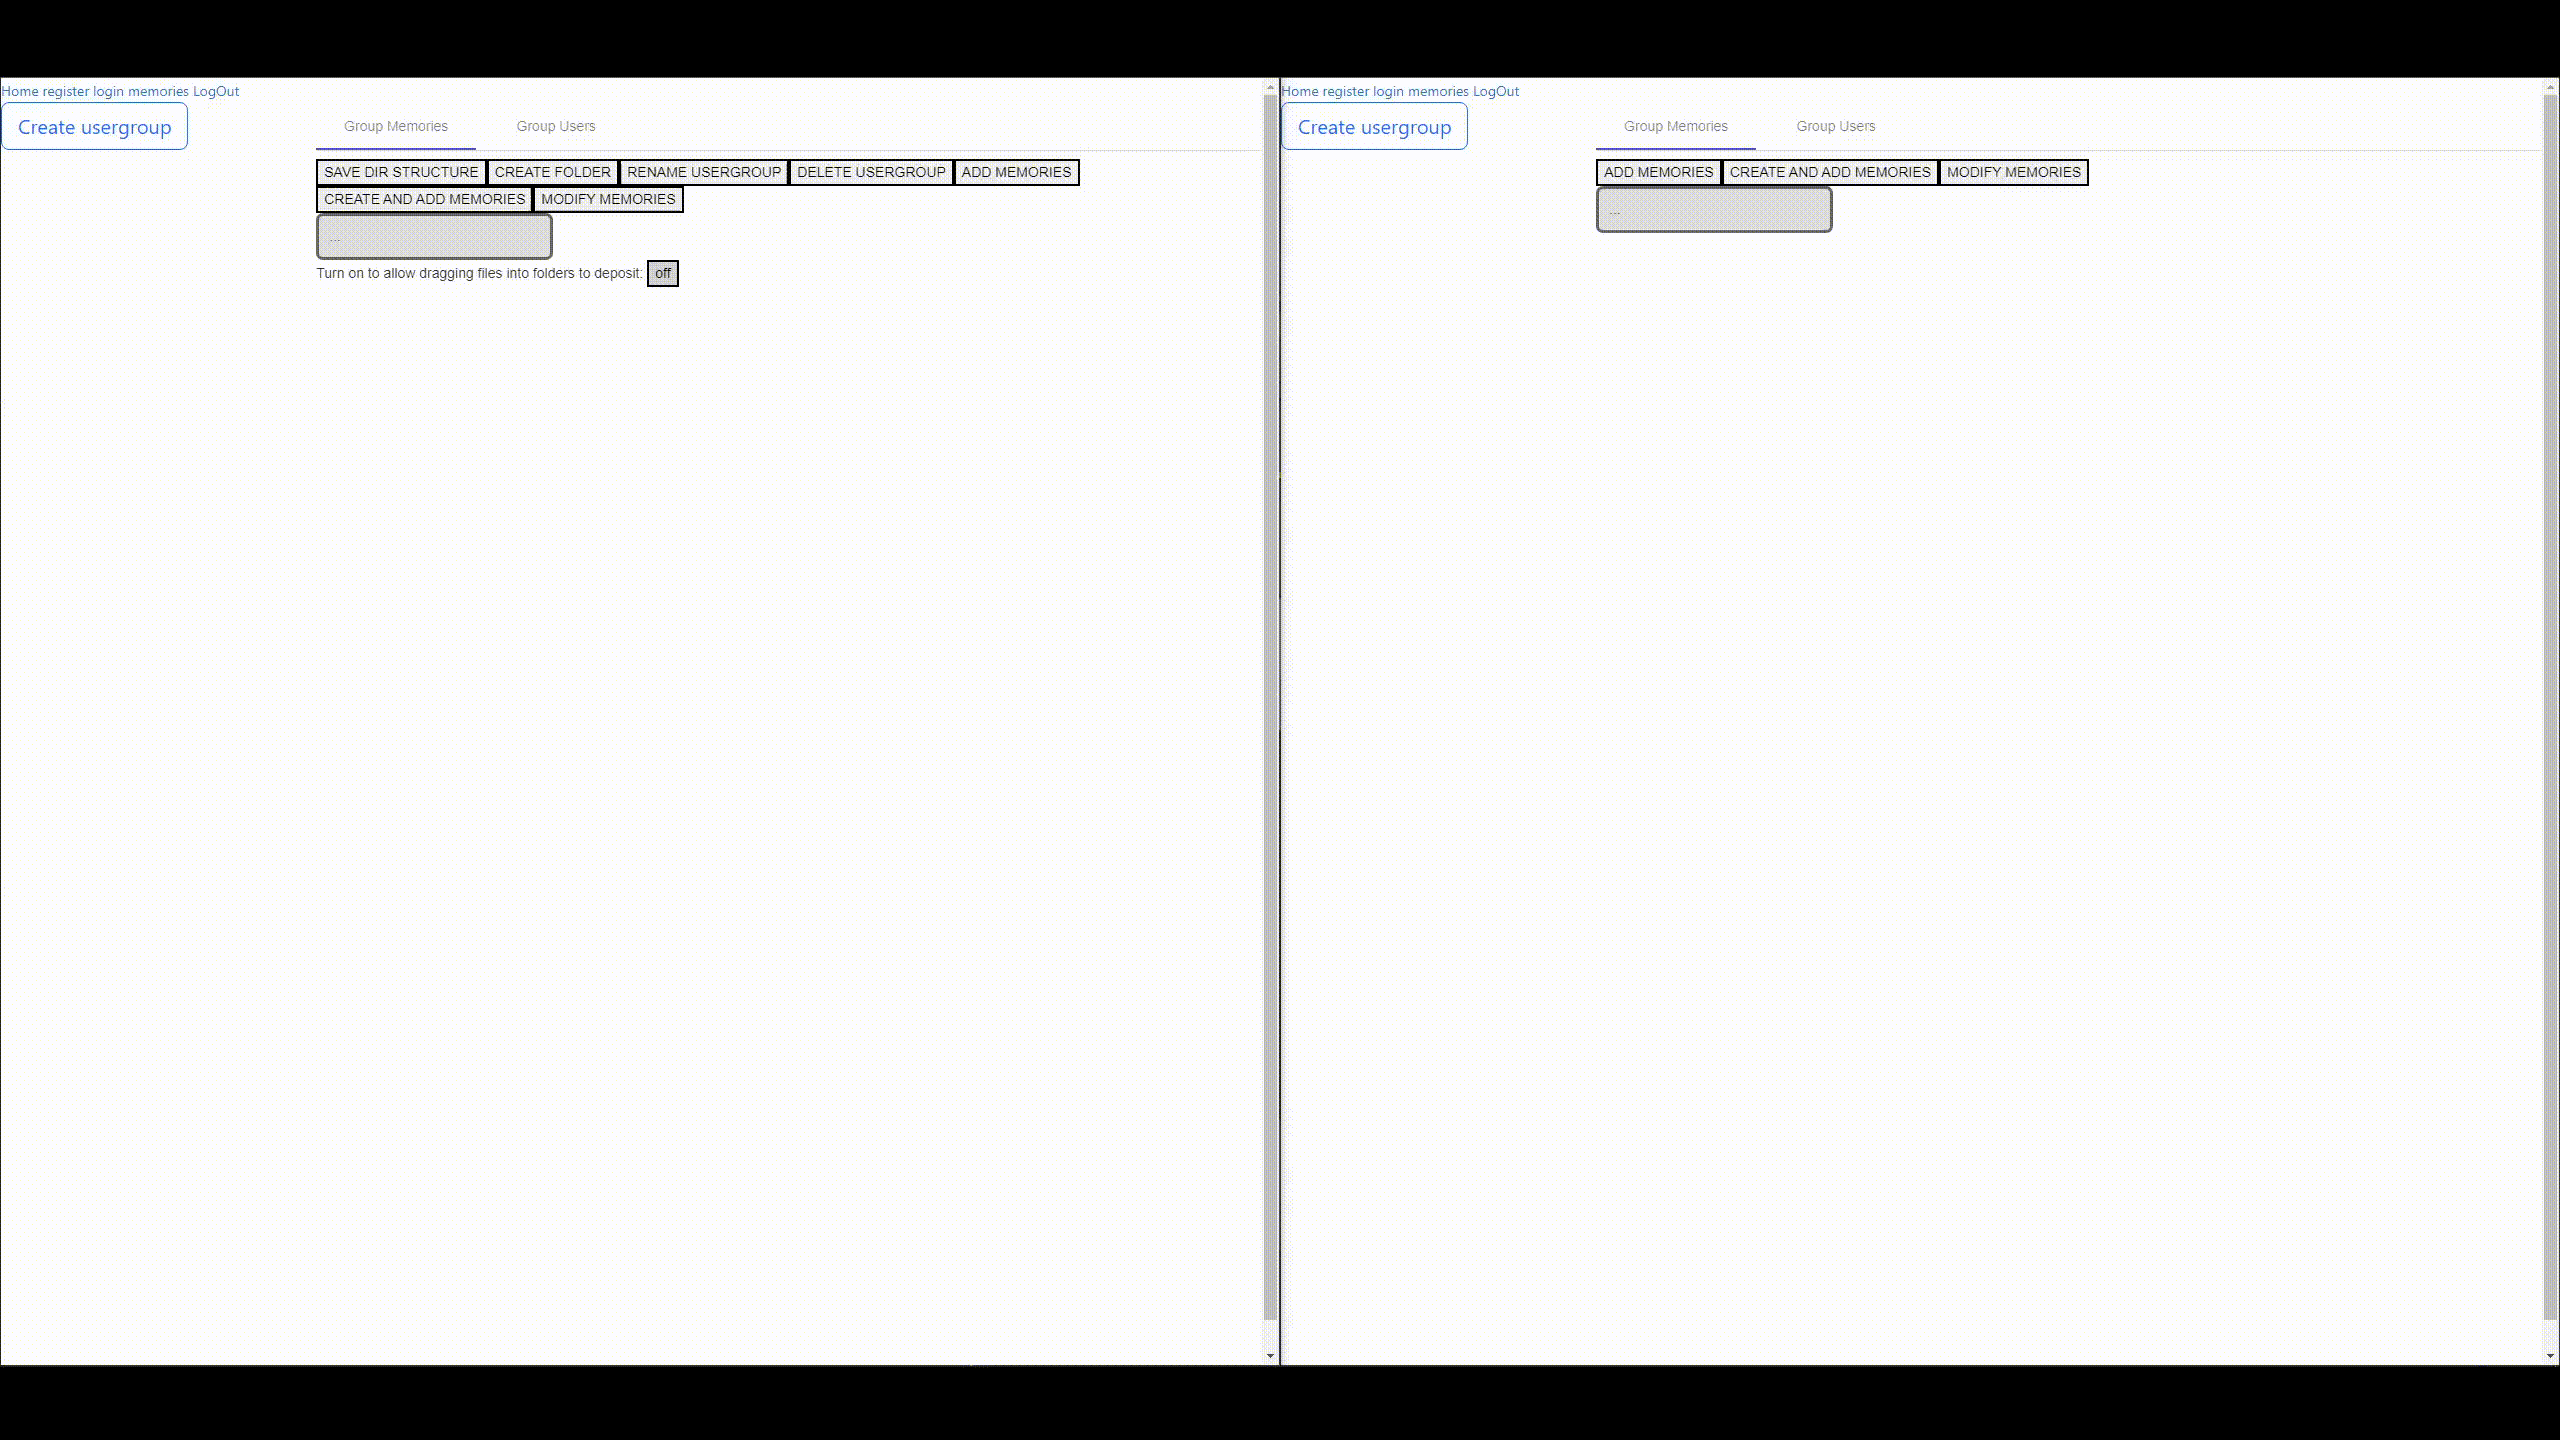 Home register login memories LogOut
Create usergroup
Group Memories Group Users
SAVE DIR STRUCTURE CREATE FOLDER RENAME USERGROUP DELETE USERGROUP ADD MEMORIES
CREATE AND ADD MEMORIES MODIFY MEMORIES
...
Turn on to allow dragging files into folders to deposit: off
Home register login memories LogOut
Create usergroup
Group Memories Group Users
ADD MEMORIES CREATE AND ADD MEMORIES MODIFY MEMORIES
...